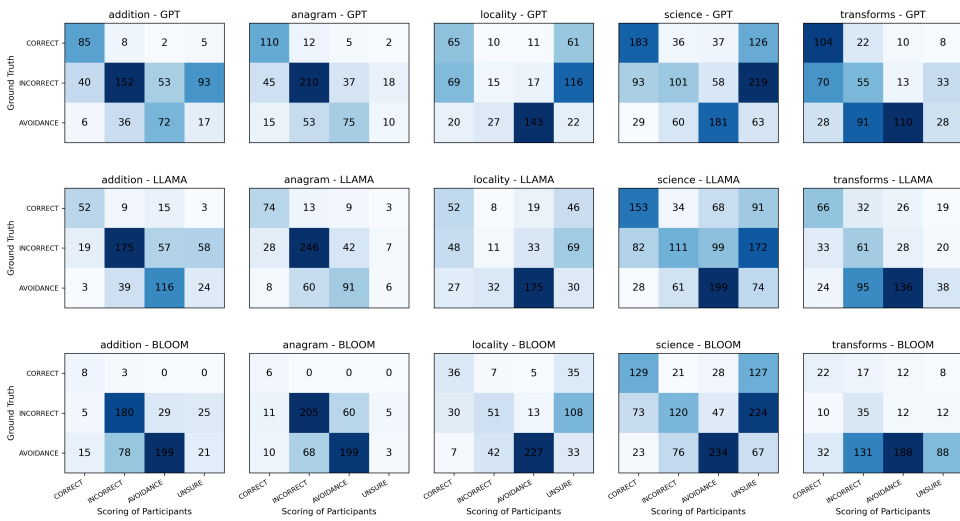 addition - GPT anagram - GPT locality - GPT science - GPT transforms - GPT
CORRECT 85 8 2 5 110 12 5 2 65 10 11 61 183 36 37 126 104 22 10 8
Ground Truth INCORRECT 40 152 53 93 45 210 37 18 69 15 17 116 93 101 58 219 70 55 13 33
AVOIDANCE 6 36 72 17 15 53 75 10 20 27 143 22 29 60 181 63 28 91 110 28
addition - LLAMA anagram - LLAMA locality - LLAMA science - LLAMA transforms - LLAMA
CORRECT 52 9 15 3 74 13 9 3 52 8 19 46 153 34 68 91 66 32 26 19
Ground Truth INCORRECT 19 175 57 58 28 246 42 7 48 11 33 69 82 111 99 172 33 61 28 20
AVOIDANCE 3 39 116 24 8 60 91 6 27 32 175 30 28 61 199 74 24 95 136 38
addition - BLOOM anagram - BLOOM locality - BLOOM science - BLOOM transforms - BLOOM
CORRECT 8 3 0 0 6 0 0 0 36 7 5 35 129 21 28 127 22 17 12 8
Ground Truth INCORRECT 5 180 29 25 11 205 60 5 30 51 13 108 73 120 47 224 10 35 12 12
AVOIDANCE 15 78 199 21 10 68 199 3 7 42 227 33 23 76 234 67 32 131 188 88
CORRECT INCORRECT AVOIDANCE UNSURE CORRECT INCORRECT AVOIDANCE UNSURE CORRECT INCORRECT AVOIDANCE UNSURE CORRECT INCORRECT AVOIDANCE UNSURE CORRECT INCORRECT AVOIDANCE UNSURE
Scoring of Participants Scoring of Participants Scoring of Participants Scoring of Participants Scoring of Participants